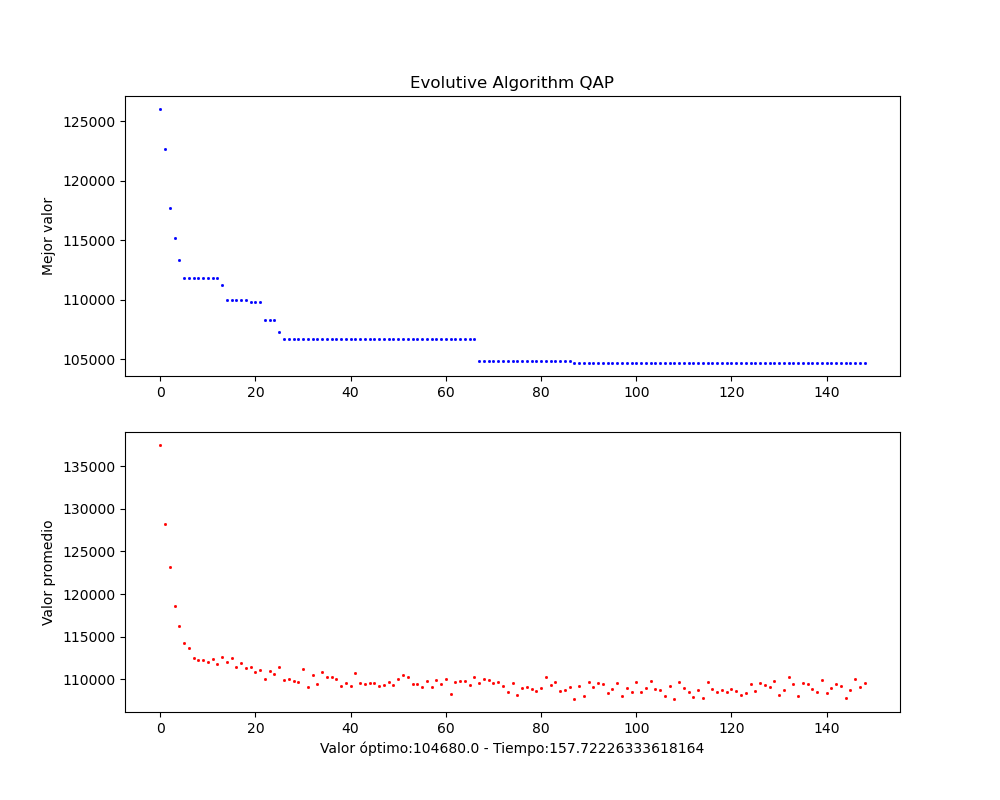 Evolutive Algorithm QAP
Mejor valor
125000
120000
115000
110000
105000
0 20 40 60 80 100 120 140
Valor promedio
135000
130000
125000
120000
115000
110000
0 20 40 60 80 100 120 140
Valor óptimo:104680.0 - Tiempo:157.72226333618164